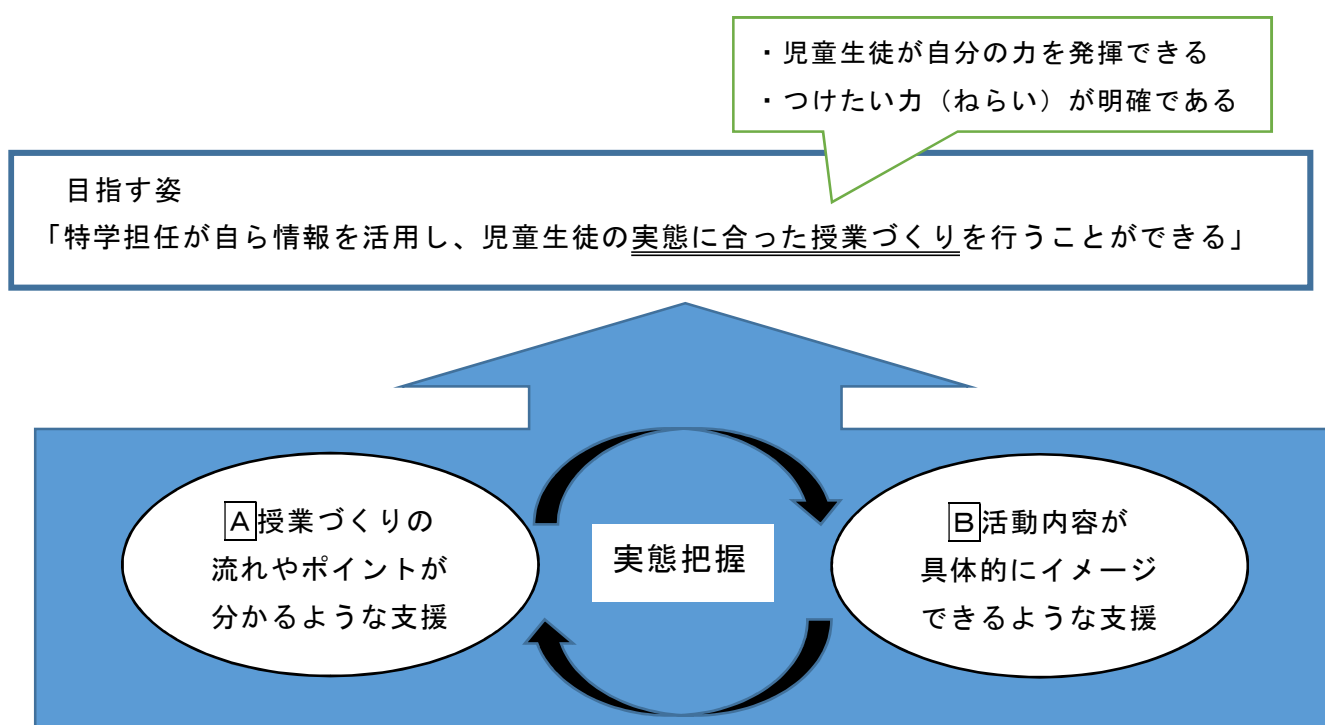 ・児童生徒が自分の力を発揮できる
・つけたい力（ねらい）が明確である
目指す姿
「特学担任が自ら情報を活用し、児童生徒の実態に合った授業づくりを行うことができる」
A授業づくりの
流れやポイントが
分かるような支援
実態把握
B活動内容が
具体的にイメージ
できるような支援